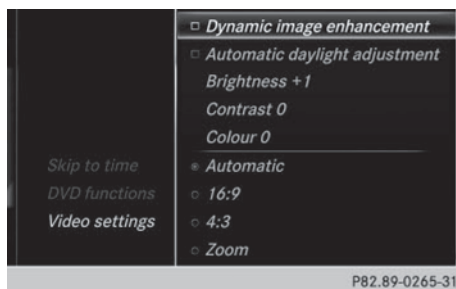 Dynamic image enhancement
Automatic daylight adjustment
Brightness +1
Contrast 0
Colour 0
Skip to time
Automatic
DVD functions
16:9
Video settings
4:3
Zoom
P82.89-0265-31